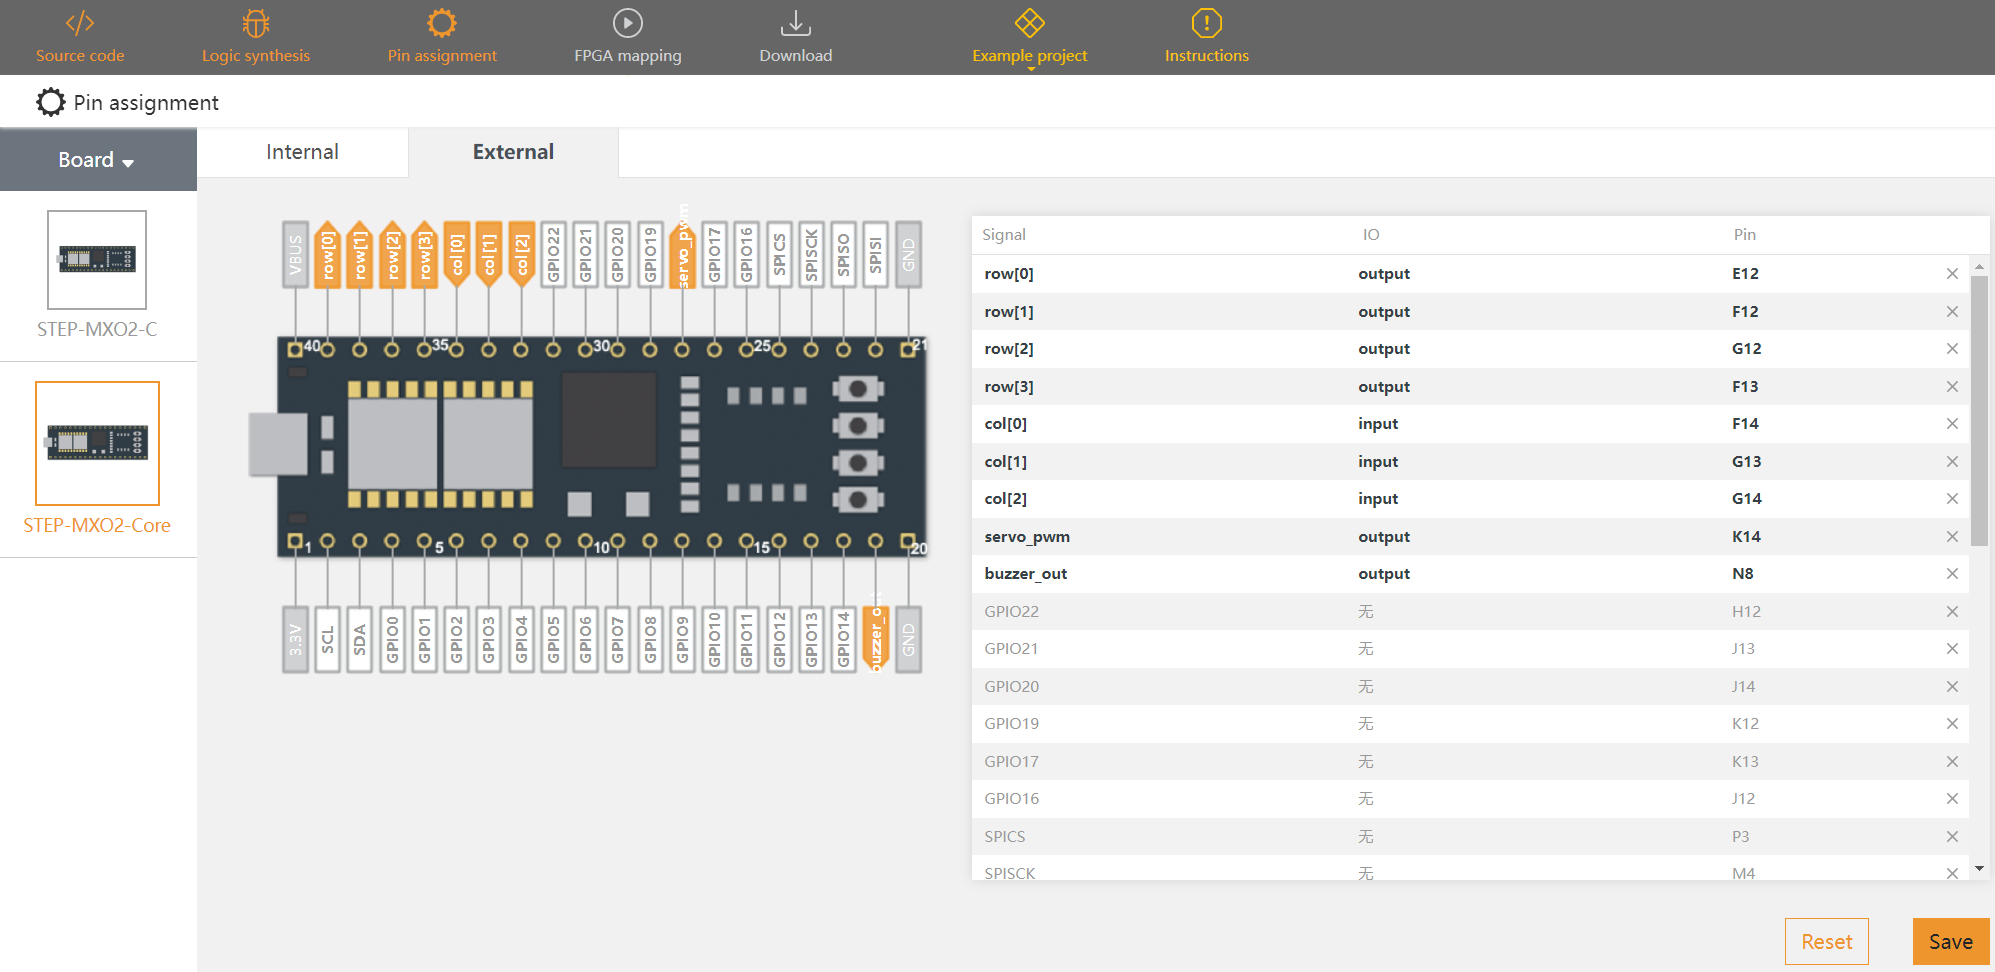 Source code
Logic synthesis
Pin assignment
FPGA mapping
Download
Example project
Instructions
Pin assignment
Board
Internal
External
STEP-MXO2-C
STEP-MXO2-Core
VBUS
row[0]
row[1]
row[2]
row[3]
col[0]
col[1]
col[2]
GPIO22
GPIO21
GPIO20
GPIO19
servo_pwm
GPIO17
GPIO16
SPICS
SPISCK
SPISO
SPISI
GND
40
35
30
25
21
1
5
10
15
20
3.3V
SCL
SDA
GPIO0
GPIO1
GPIO2
GPIO3
GPIO4
GPIO5
GPIO6
GPIO7
GPIO8
GPIO9
GPIO10
GPIO11
GPIO12
GPIO13
GPIO14
buzzer_out
GND
Signal IO Pin
row[0] output E12
row[1] output F12
row[2] output G12
row[3] output F13
col[0] input F14
col[1] input G13
col[2] input G14
servo_pwm output K14
buzzer_out output N8
GPIO22 无 H12
GPIO21 无 J13
GPIO20 无 J14
GPIO19 无 K12
GPIO17 无 K13
GPIO16 无 J12
SPICS 无 P3
SPISCK 无 M4
Reset
Save